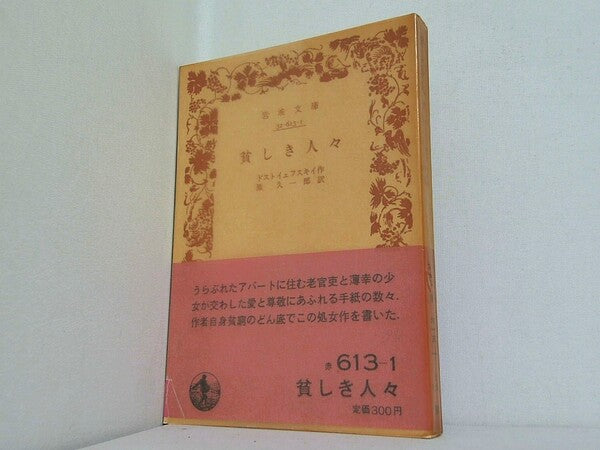 岩波文庫
32-613-1
貧しき人々
ドストイェフスキイ作
原久一郎訳
うらぶれたアパートに住む老官吏と薄幸の少
女が交わした愛と尊敬にあふれる手紙の数々.
作者自身貧窮のどん底でこの処女作を書いた.
赤 613-1
貧しき人々
定価300円